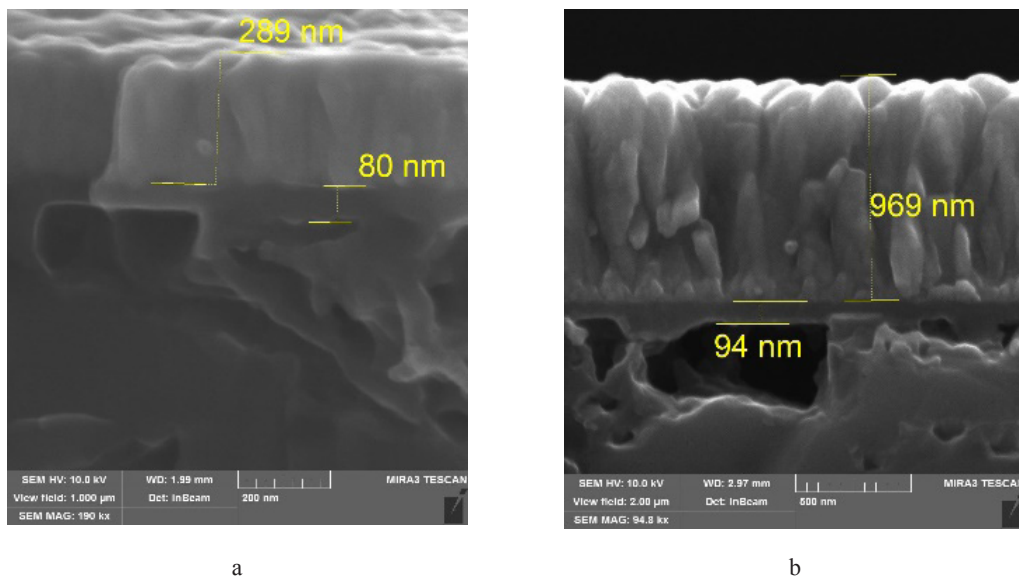 289 nm
80 nm
SEM HV: 10.0 kV WD: 1.99 mm MIRA3 TESCAN
View field: 1.000 µm Det: InBeam 200 nm
SEM MAG: 190 kx
a
969 nm
94 nm
SEM HV: 10.0 kV WD: 2.97 mm MIRA3 TESCAN
View field: 2.00 µm Det: InBeam 500 nm
SEM MAG: 94.8 kx
b